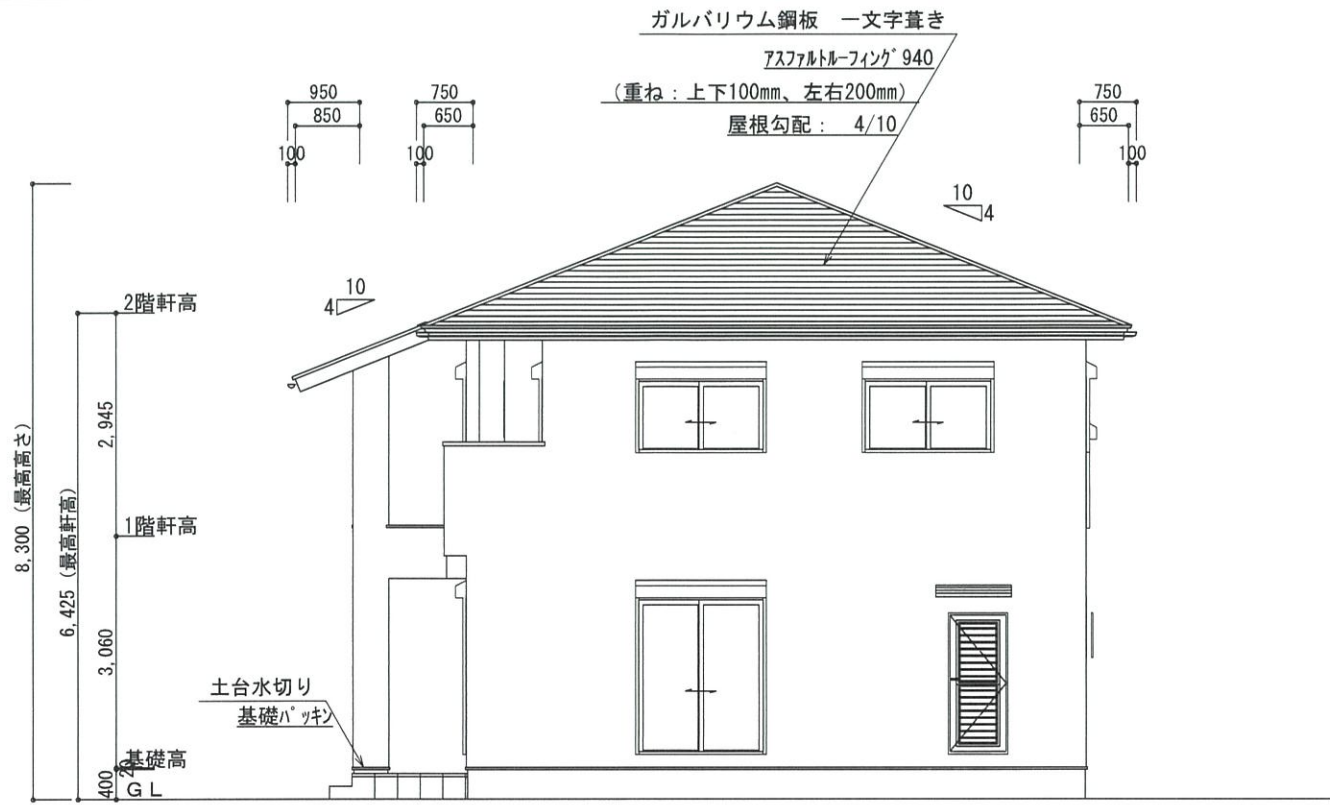 ガルバリウム鋼板　一文字葺き
アスファルトルーフィング 940
(重ね：上下100mm、左右200mm)
屋根勾配： 4/10
950
850
100
750
650
100
750
650
100
10
4
10
4
2階軒高
1階軒高
基礎高
GL
8,300 (最高高さ)
6,425 (最高軒高)
2,945
3,060
20
400
土台水切り
基礎パッキン